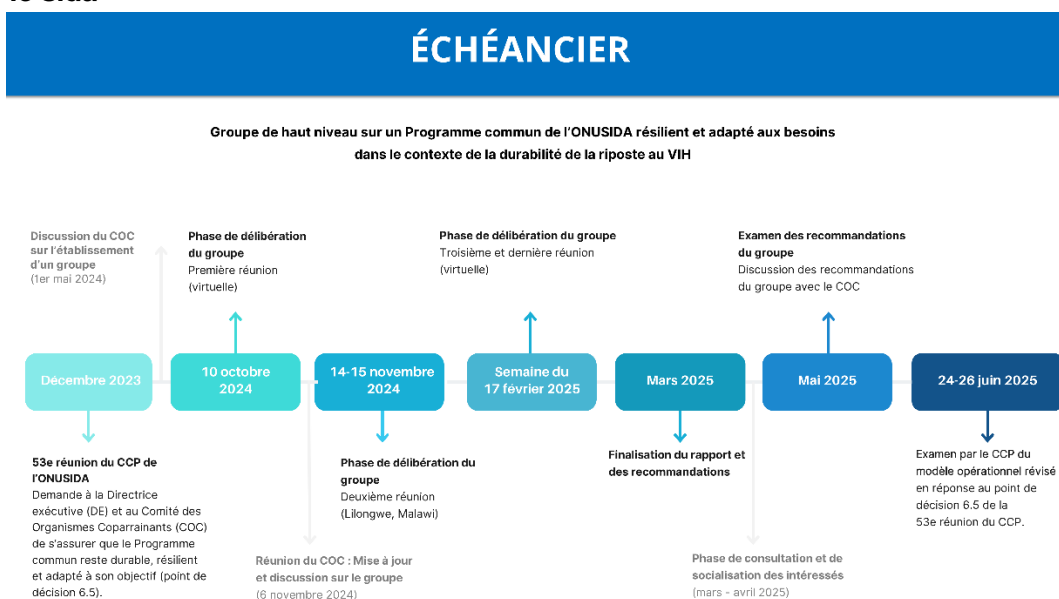 ÉCHÉANCIER
Groupe de haut niveau sur un Programme commun de l'ONUSIDA résilient et adapté aux besoins
dans le contexte de la durabilité de la riposte au VIH
Discussion du COC
sur l'établissement
d'un groupe
(1er mai 2024)
Phase de délibération
du groupe
Première réunion
(virtuelle)
Phase de délibération du groupe
Troisième et dernière réunion
(virtuelle)
Examen des recommandations
du groupe
Discussion des recommandations
du groupe avec le COC
Décembre 2023
10 octobre
2024
14-15 novembre
2024
Semaine du
17 février 2025
Mars 2025
Mai 2025
24-26 juin 2025
53e réunion du CCP de
l'ONUSIDA
Demande à la Directrice
exécutive (DE) et au Comité des
Organismes Coparrainants (COC)
de s'assurer que le Programme
commun reste durable, résilient
et adapté à son objectif (point de
décision 6.5).
Réunion du COC : Mise à jour
et discussion sur le groupe
(6 novembre 2024)
Phase de délibération du
groupe
Deuxième réunion
(Lilongwe, Malawi)
Finalisation du rapport et
des recommandations
Phase de consultation et de
socialisation des intéressés
(mars - avril 2025)
Examen par le CCP du
modèle opérationnel révisé
en réponse au point de
décision 6.5 de la
53e réunion du CCP.